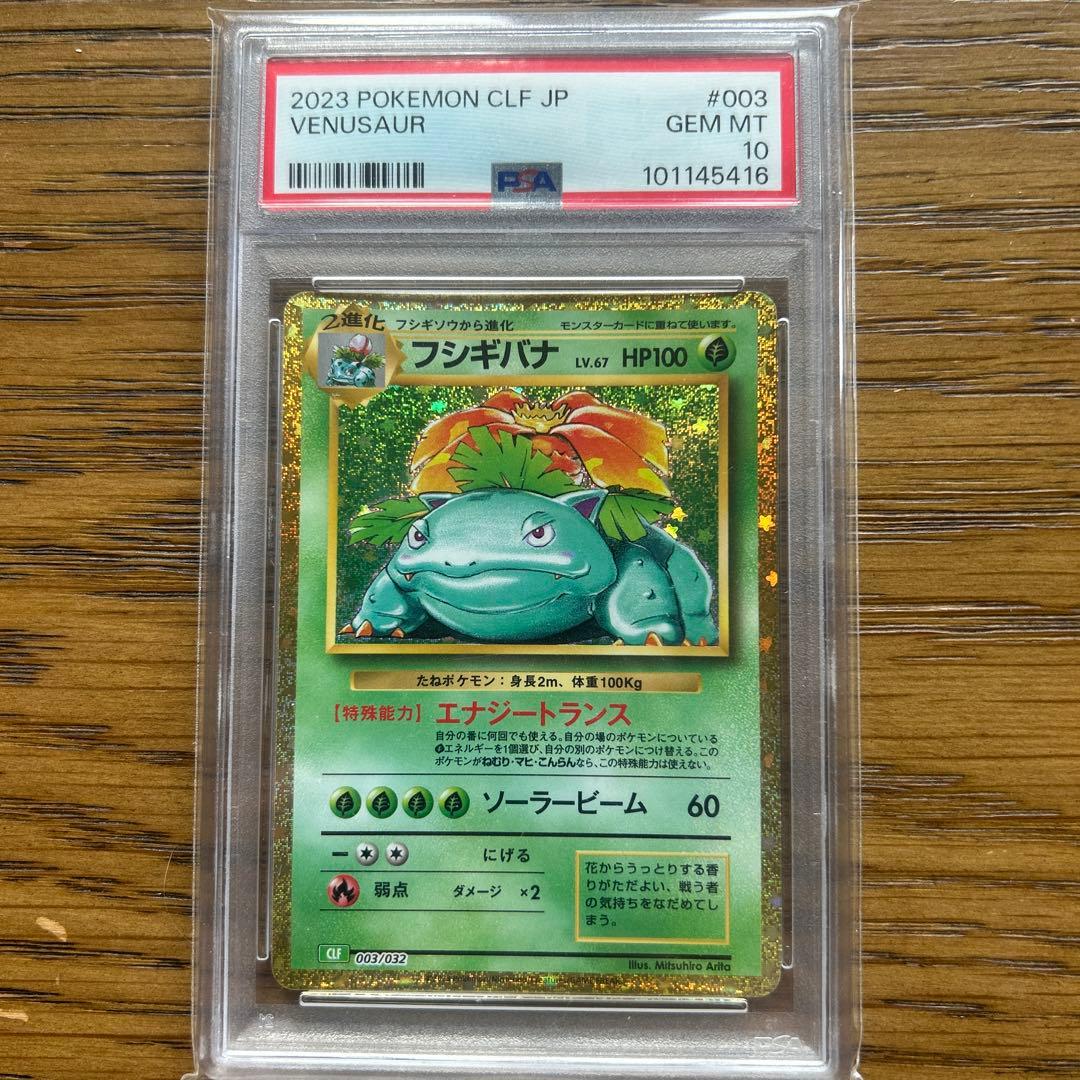 2023 POKEMON CLF JP #003
VENUSAUR GEM MT
10
PSA 101145416
2進化 フシギソウから進化 モンスターカードに重ねて使います。
フシギバナ LV.67 HP100
たねポケモン：身長2m、体重100Kg
【特殊能力】エナジートランス
自分の番に何回でも使える。自分の場のポケモンについている
エネルギーを1個選び、自分の別のポケモンにつけ替える。この
ポケモンがねむり・マヒ・こんらんなら、この特殊能力は使えない。
ソーラービーム 60
ー にげる
弱点 ダメージ ×2
花からうっとりする香
りがただよい、戦う者
の気持ちをなだめてし
まう。
CLF 003/032
Illus. Mitsuhiro Arita